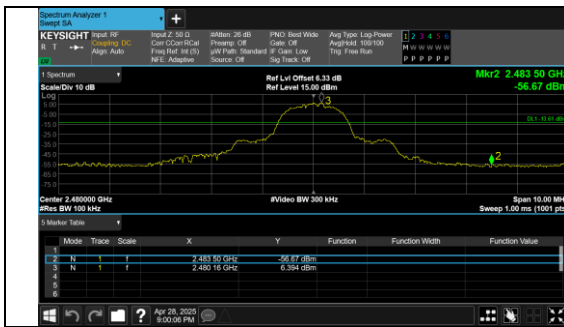 Spectrum Analyzer 1
Swept SA
+
KEYSIGHT Input: RF Input Z: 50 Ω #Atten: 26 dB PNO: Best Wide Avg Type: Log-Power 1 2 3 4 5 6
R T Coupling: DC Corr CCorr RCal Preamp: Off Gate: Off Avg|Hold: 100/100 M W W W W W
Align: Auto Freq Ref: Int (S) µW Path: Standard IF Gain: Low Trig: Free Run P P P P P P
NFE: Adaptive Source: Off Sig Track: Off
1 Spectrum Ref Lvl Offset 6.33 dB Mkr2 2.483 50 GHz
Scale/Div 10 dB Ref Level 15.00 dBm -56.67 dBm
Log
5.00
-5.00
-15.0
DL1 -13.61 dBm
-25.0
-35.0
-45.0
-55.0
-65.0
-75.0
3
2
Center 2.480000 GHz #Video BW 300 kHz Span 10.00 MHz
#Res BW 100 kHz Sweep 1.00 ms (1001 pts)
5 Marker Table
Mode Trace Scale X Y Function Function Width Function Value
1
2 N 1 f 2.483 50 GHz -56.67 dBm
3 N 1 f 2.480 16 GHz 6.394 dBm
4
5
6
? Apr 28, 2025
9:00:06 PM